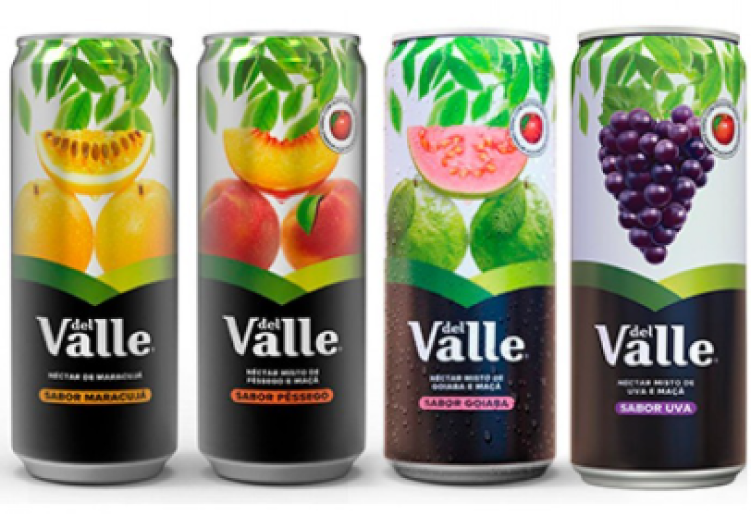 del
Valle
NÉCTAR DE MARACUJÁ
SABOR MARACUJÁ
del
Valle
NÉCTAR MISTO DE
PÊSSEGO E MAÇÃ
SABOR PÊSSEGO
del
Valle
NÉCTAR MISTO DE
GOIABA E MAÇÃ
SABOR GOIABA
del
Valle
NÉCTAR MISTO DE
UVA E MAÇÃ
SABOR UVA